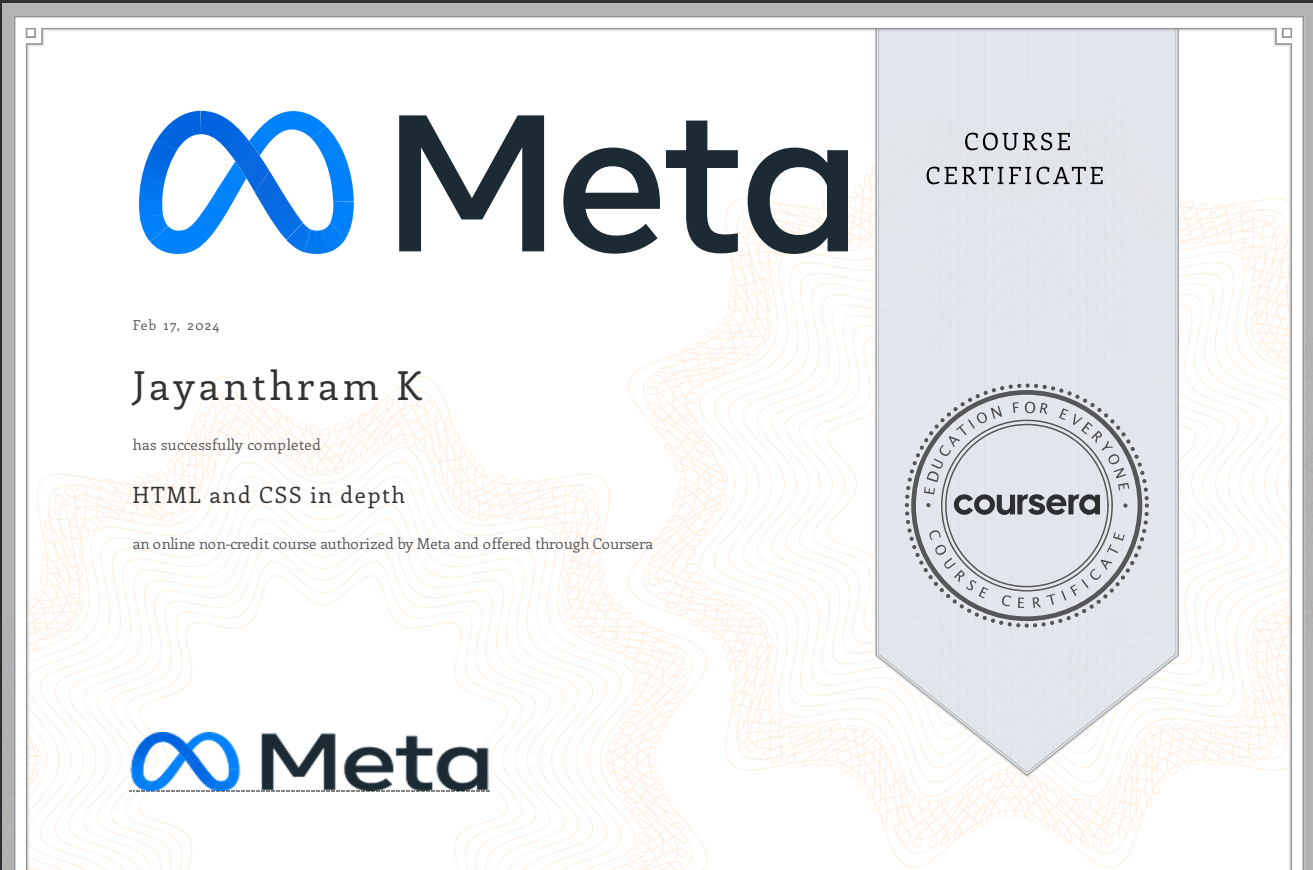 Meta
COURSE
CERTIFICATE
Feb 17, 2024
Jayanthram K
has successfully completed
HTML and CSS in depth
an online non-credit course authorized by Meta and offered through Coursera
EDUCATION FOR EVERYONE
coursera
COURSE CERTIFICATE
Meta